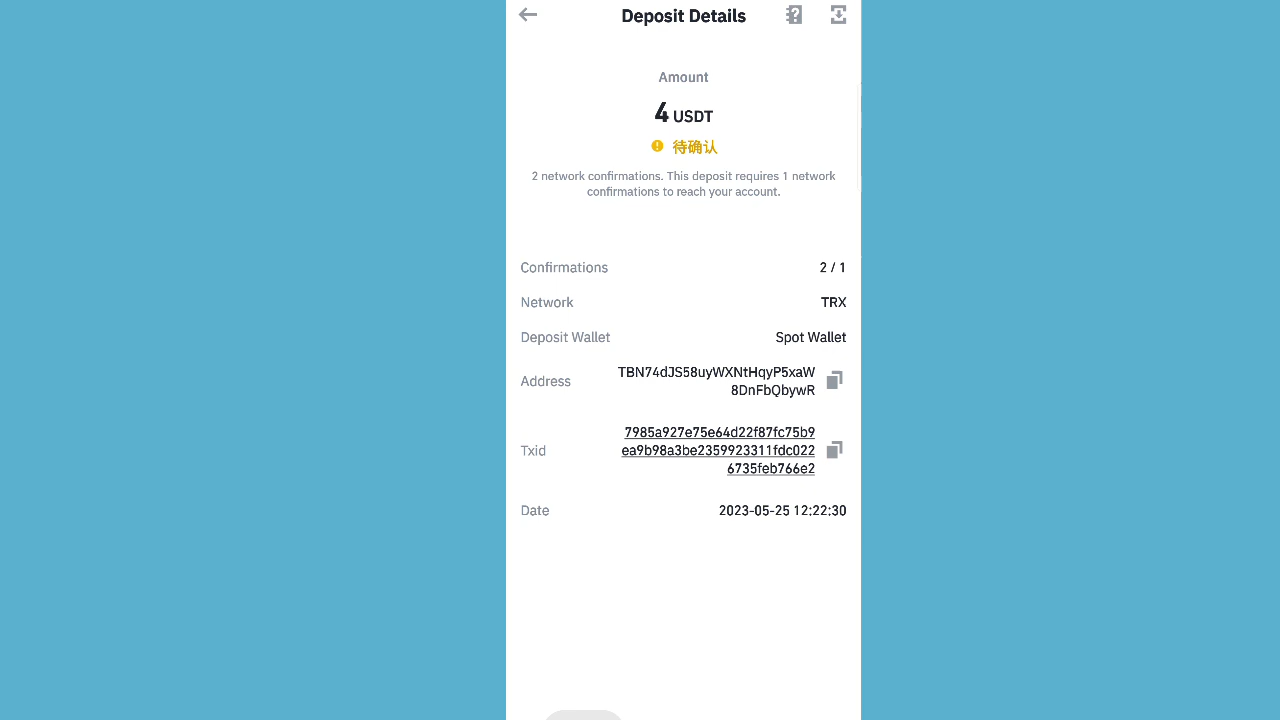 Deposit Details
Amount
4 USDT
待确认
2 network confirmations. This deposit requires 1 network
confirmations to reach your account.
Confirmations 2 / 1
Network TRX
Deposit Wallet Spot Wallet
Address TBN74dJS58uyWXNtHqyP5xaW
8DnFbQbywR
Txid 7985a927e75e64d22f87fc75b9
ea9b98a3be2359923311fdc022
6735feb766e2
Date 2023-05-25 12:22:30